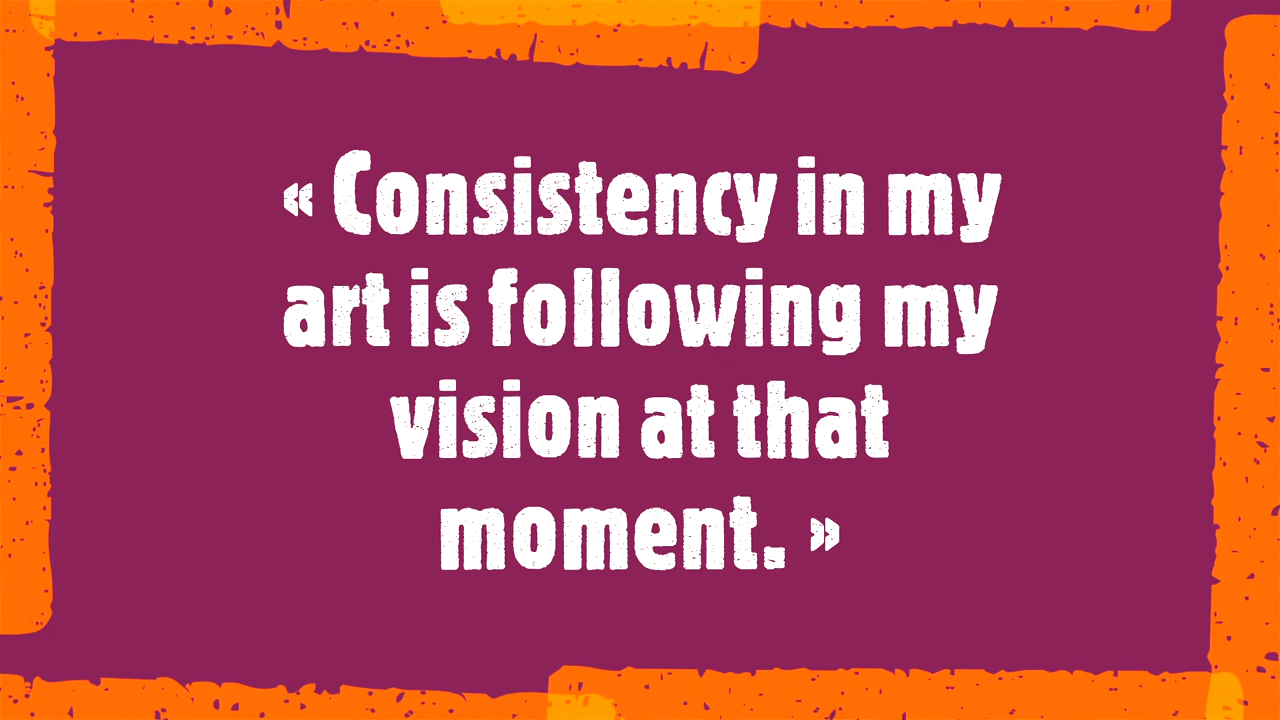 « Consistency in my
art is following my
vision at that
moment. »